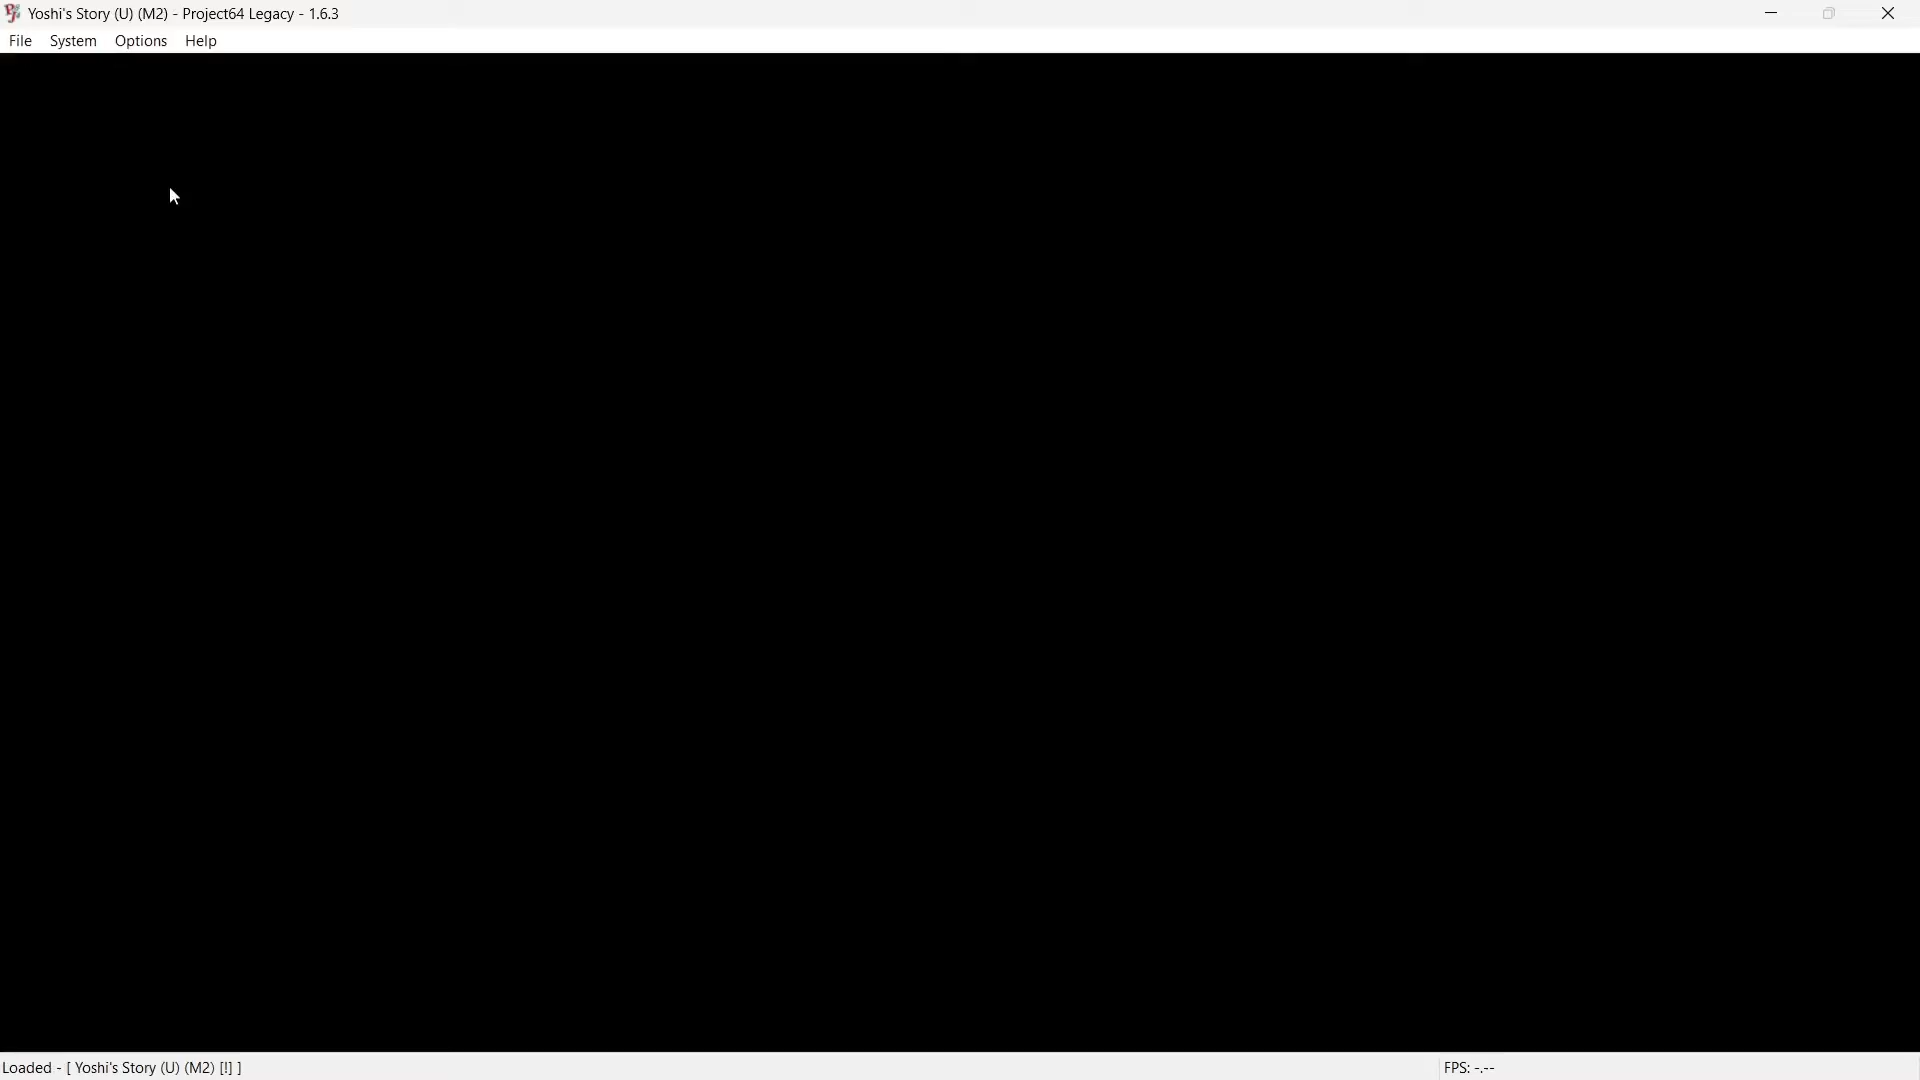 Yoshi's Story (U) (M2) - Project64 Legacy - 1.6.3
File System Options Help
Loaded - [ Yoshi's Story (U) (M2) [!] ]
FPS: -.--